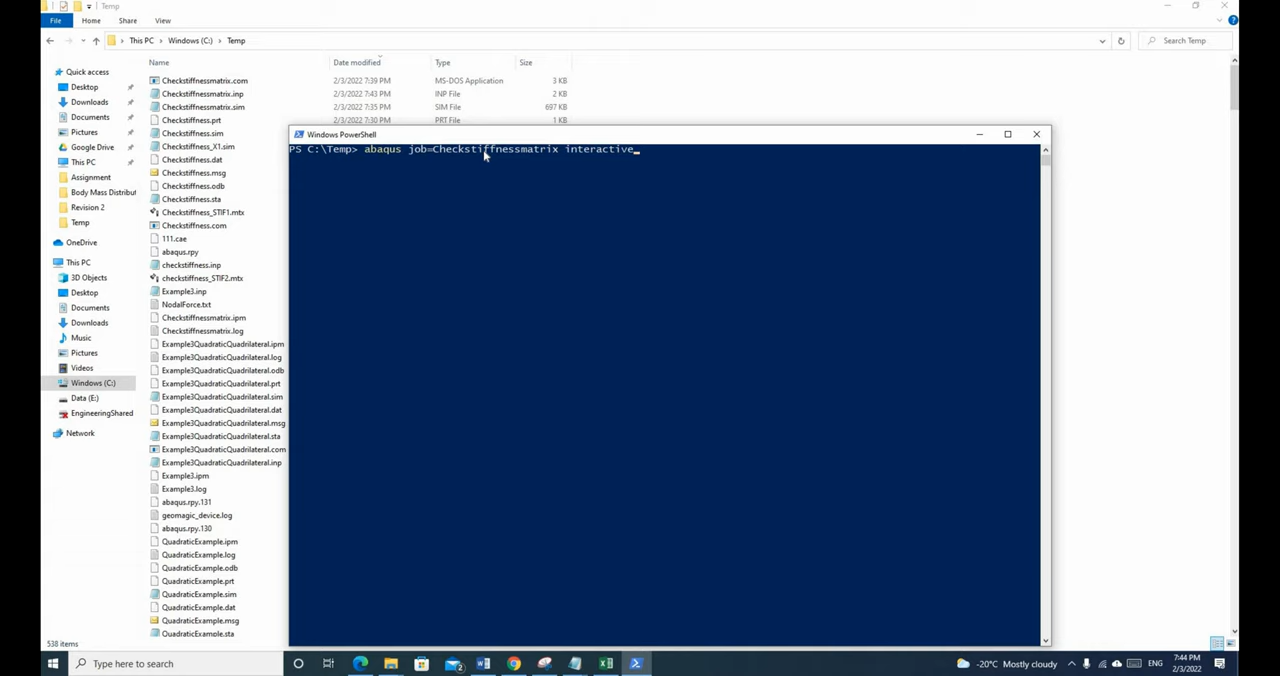 Temp
File Home Share View
This PC Windows (C:) Temp
Search Temp
Name Date modified Type Size
Quick access
Desktop
Downloads
Documents
Pictures
Google Drive
This PC
Assignment
Body Mass Distribut
Revision 2
Temp
OneDrive
This PC
3D Objects
Desktop
Documents
Downloads
Music
Pictures
Videos
Windows (C:)
Data (E:)
EngineeringShared
Network
Checkstiffnessmatrix.com 2/3/2022 7:39 PM MS-DOS Application 3 KB
Checkstiffnessmatrix.inp 2/3/2022 7:43 PM INP File 2 KB
Checkstiffnessmatrix.sim 2/3/2022 7:35 PM SIM File 697 KB
Checkstiffness.prt 2/3/2022 7:30 PM PRT File 1 KB
Checkstiffness.sim
Checkstiffness_X1.sim
Checkstiffness.dat
Checkstiffness.msg
Checkstiffness.odb
Checkstiffness.sta
Checkstiffness_STIF1.mtx
Checkstiffness.com
111.cae
abaqus.rpy
checkstiffness.inp
checkstiffness_STIF2.mtx
Example3.inp
NodalForce.txt
Checkstiffnessmatrix.ipm
Checkstiffnessmatrix.log
Example3QuadraticQuadrilateral.ipm
Example3QuadraticQuadrilateral.log
Example3QuadraticQuadrilateral.odb
Example3QuadraticQuadrilateral.prt
Example3QuadraticQuadrilateral.sim
Example3QuadraticQuadrilateral.dat
Example3QuadraticQuadrilateral.msg
Example3QuadraticQuadrilateral.sta
Example3QuadraticQuadrilateral.com
Example3QuadraticQuadrilateral.inp
Example3.ipm
Example3.log
abaqus.rpy.131
geomagic_device.log
abaqus.rpy.130
QuadraticExample.ipm
QuadraticExample.log
QuadraticExample.odb
QuadraticExample.prt
QuadraticExample.sim
QuadraticExample.dat
QuadraticExample.msg
QuadraticExample.sta
Windows PowerShell
PS C:\Temp> abaqus job=Checkstiffnessmatrix interactive_
538 items
Type here to search
2
-20°C Mostly cloudy
ENG
7:44 PM
2/3/2022